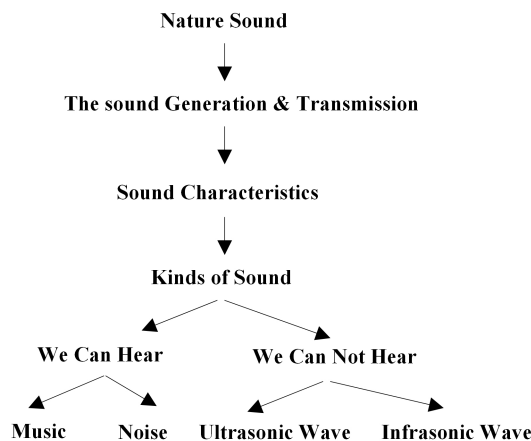 Nature Sound
The sound Generation & Transmission
Sound Characteristics
Kinds of Sound
We Can Hear
We Can Not Hear
Music
Noise
Ultrasonic Wave
Infrasonic Wave